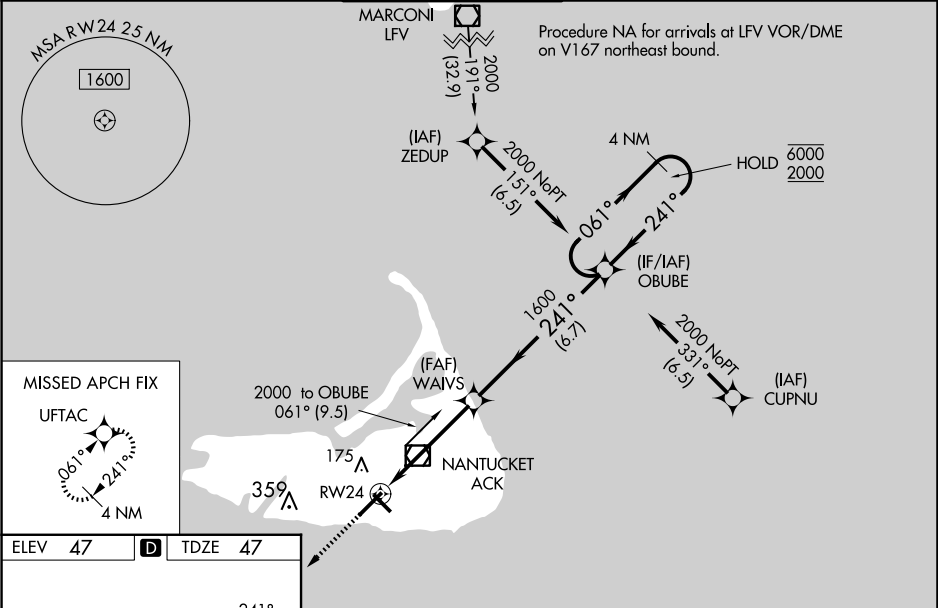 MSA RW24 25 NM
1600
MARCONI
LFV
Procedure NA for arrivals at LFV VOR/DME
on V167 northeast bound.
2000
191°
(32.9)
(IAF)
ZEDUP
2000 NoPT
151°
(6.5)
4 NM
HOLD
6000
2000
061°
241°
(IF/IAF)
OBUBE
1600
241°
(6.7)
2000 NoPT
331°
(6.5)
(IAF)
CUPNU
(FAF)
WAIVS
2000 to OBUBE
061° (9.5)
175
359
RW24
NANTUCKET
ACK
MISSED APCH FIX
UFTAC
061°
241°
4 NM
ELEV 47
D
TDZE 47